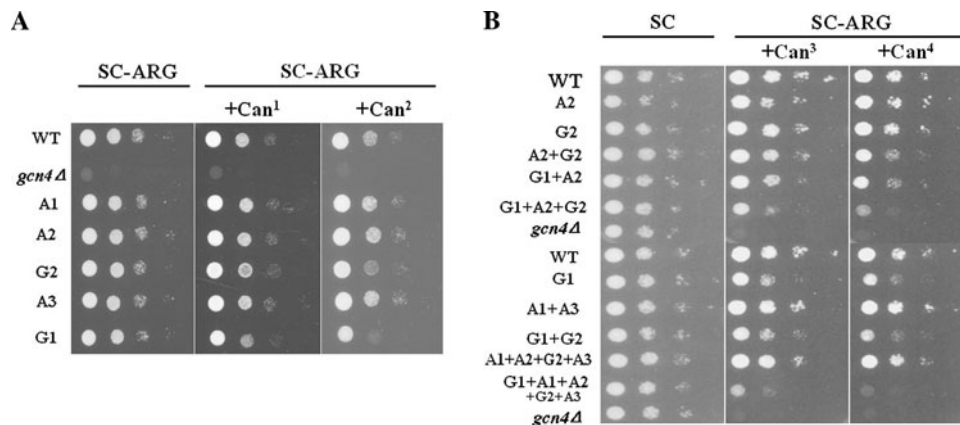 A
SC-ARG SC-ARG
+Can¹ +Can²
WT
gcn4Δ
A1
A2
G2
A3
G1
B
SC SC-ARG
+Can³ +Can⁴
WT
A2
G2
A2+G2
G1+A2
G1+A2+G2
gcn4Δ
WT
G1
A1+A3
G1+G2
A1+A2+G2+A3
G1+A1+A2
+G2+A3
gcn4Δ